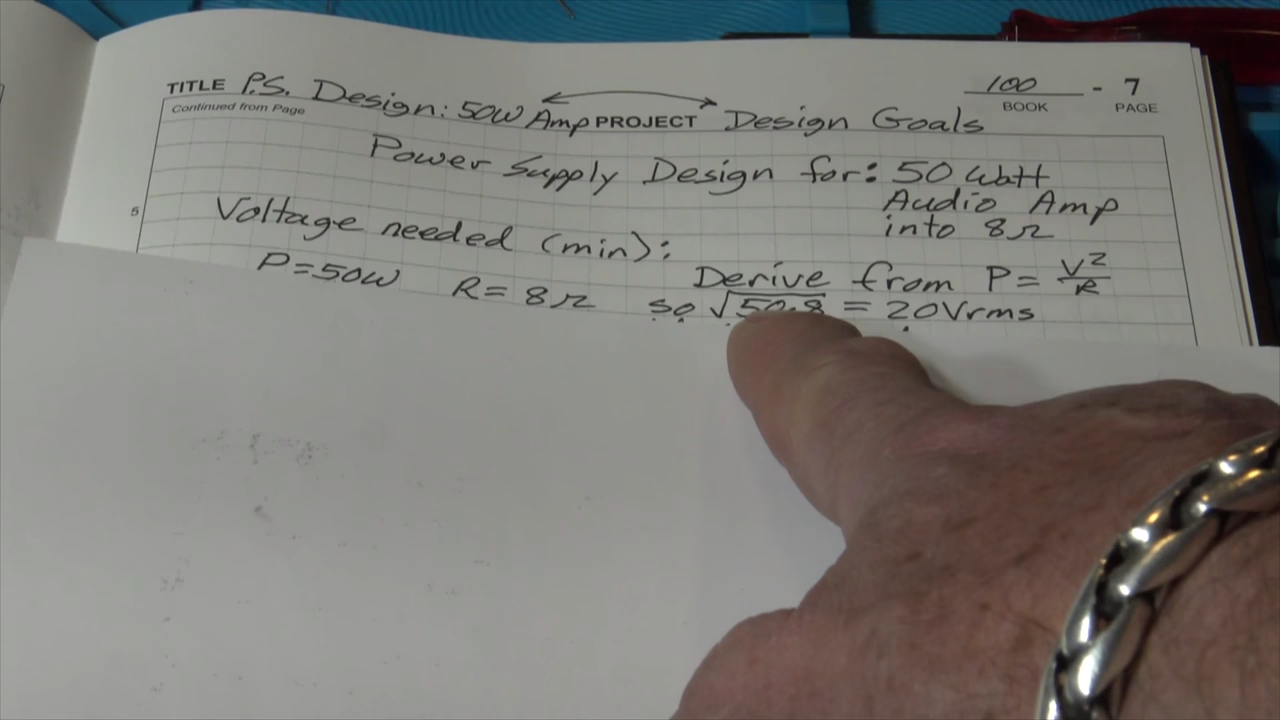 TITLE P.S. Design: 50W Amp PROJECT Design Goals
100 - 7
BOOK PAGE
Continued from Page
Power Supply Design for: 50 Watt
Audio Amp
into 8Ω
5
Voltage needed (min):
P=50W R=8Ω
Derive from P=V²/R
so √50·8 = 20Vrms